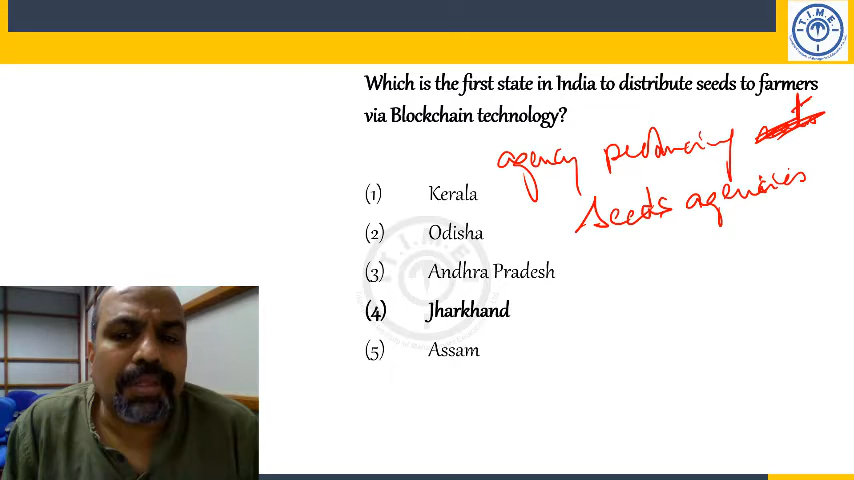 T.I.M.E.
Which is the first state in India to distribute seeds to farmers
via Blockchain technology?
agency producing
seeds agencies
(1) Kerala
(2) Odisha
(3) Andhra Pradesh
(4) Jharkhand
(5) Assam